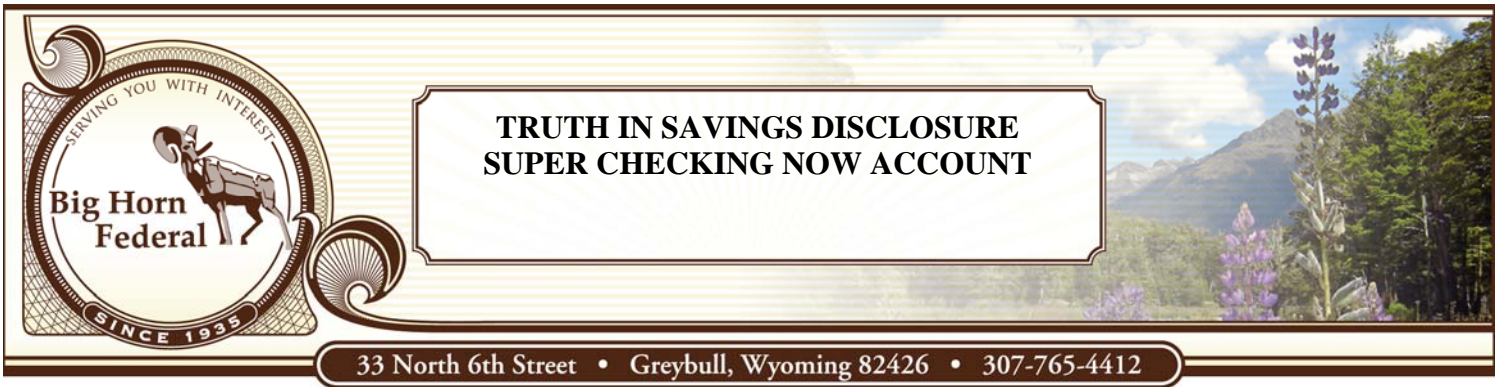 SERVING YOU WITH INTEREST
Big Horn
Federal
SINCE 1935
TRUTH IN SAVINGS DISCLOSURE
SUPER CHECKING NOW ACCOUNT
33 North 6th Street • Greybull, Wyoming 82426 • 307-765-4412